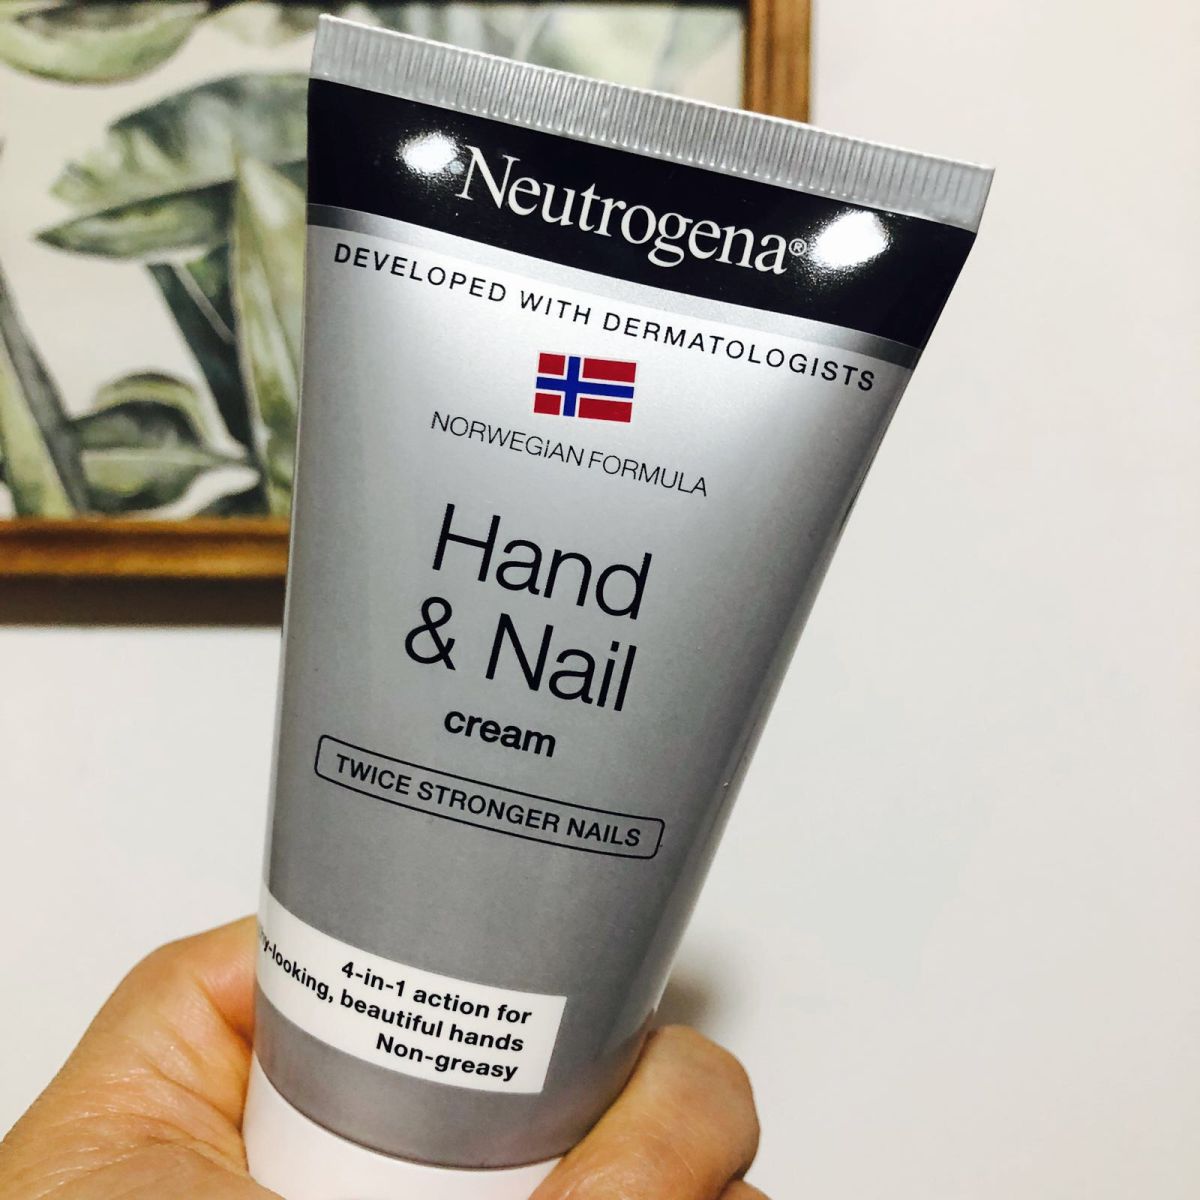 Neutrogena®
DEVELOPED WITH DERMATOLOGISTS
NORWEGIAN FORMULA
Hand
& Nail
cream
TWICE STRONGER NAILS
4-in-1 action for
-looking, beautiful hands
Non-greasy